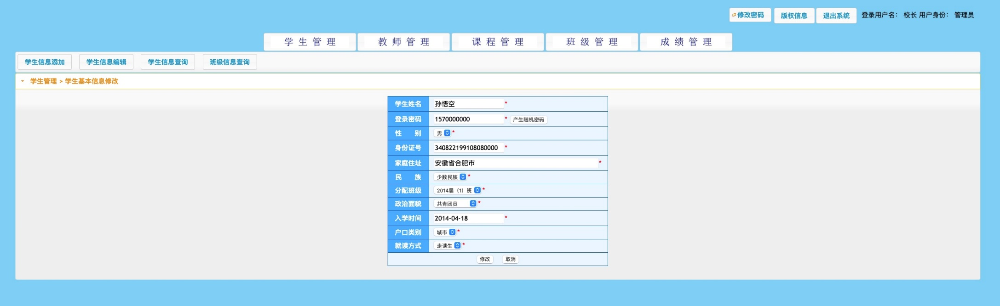 修改密码 版权信息 退出系统 登录用户名： 校长 用户身份： 管理员
学生管理 教师管理 课程管理 班级管理 成绩管理
学生信息添加 学生信息编辑 学生信息查询 班级信息查询
学生管理 > 学生基本信息修改
学生姓名 孙悟空 *
登录密码 1570000000 * 产生随机密码
性 别 男 *
身份证号 340822199108080000 *
家庭住址 安徽省合肥市 *
民 族 少数民族 *
分配班级 2014届（1）班 *
政治面貌 共青团员 *
入学时间 2014-04-18 *
户口类别 城市 *
就读方式 走读生 *
修改 取消